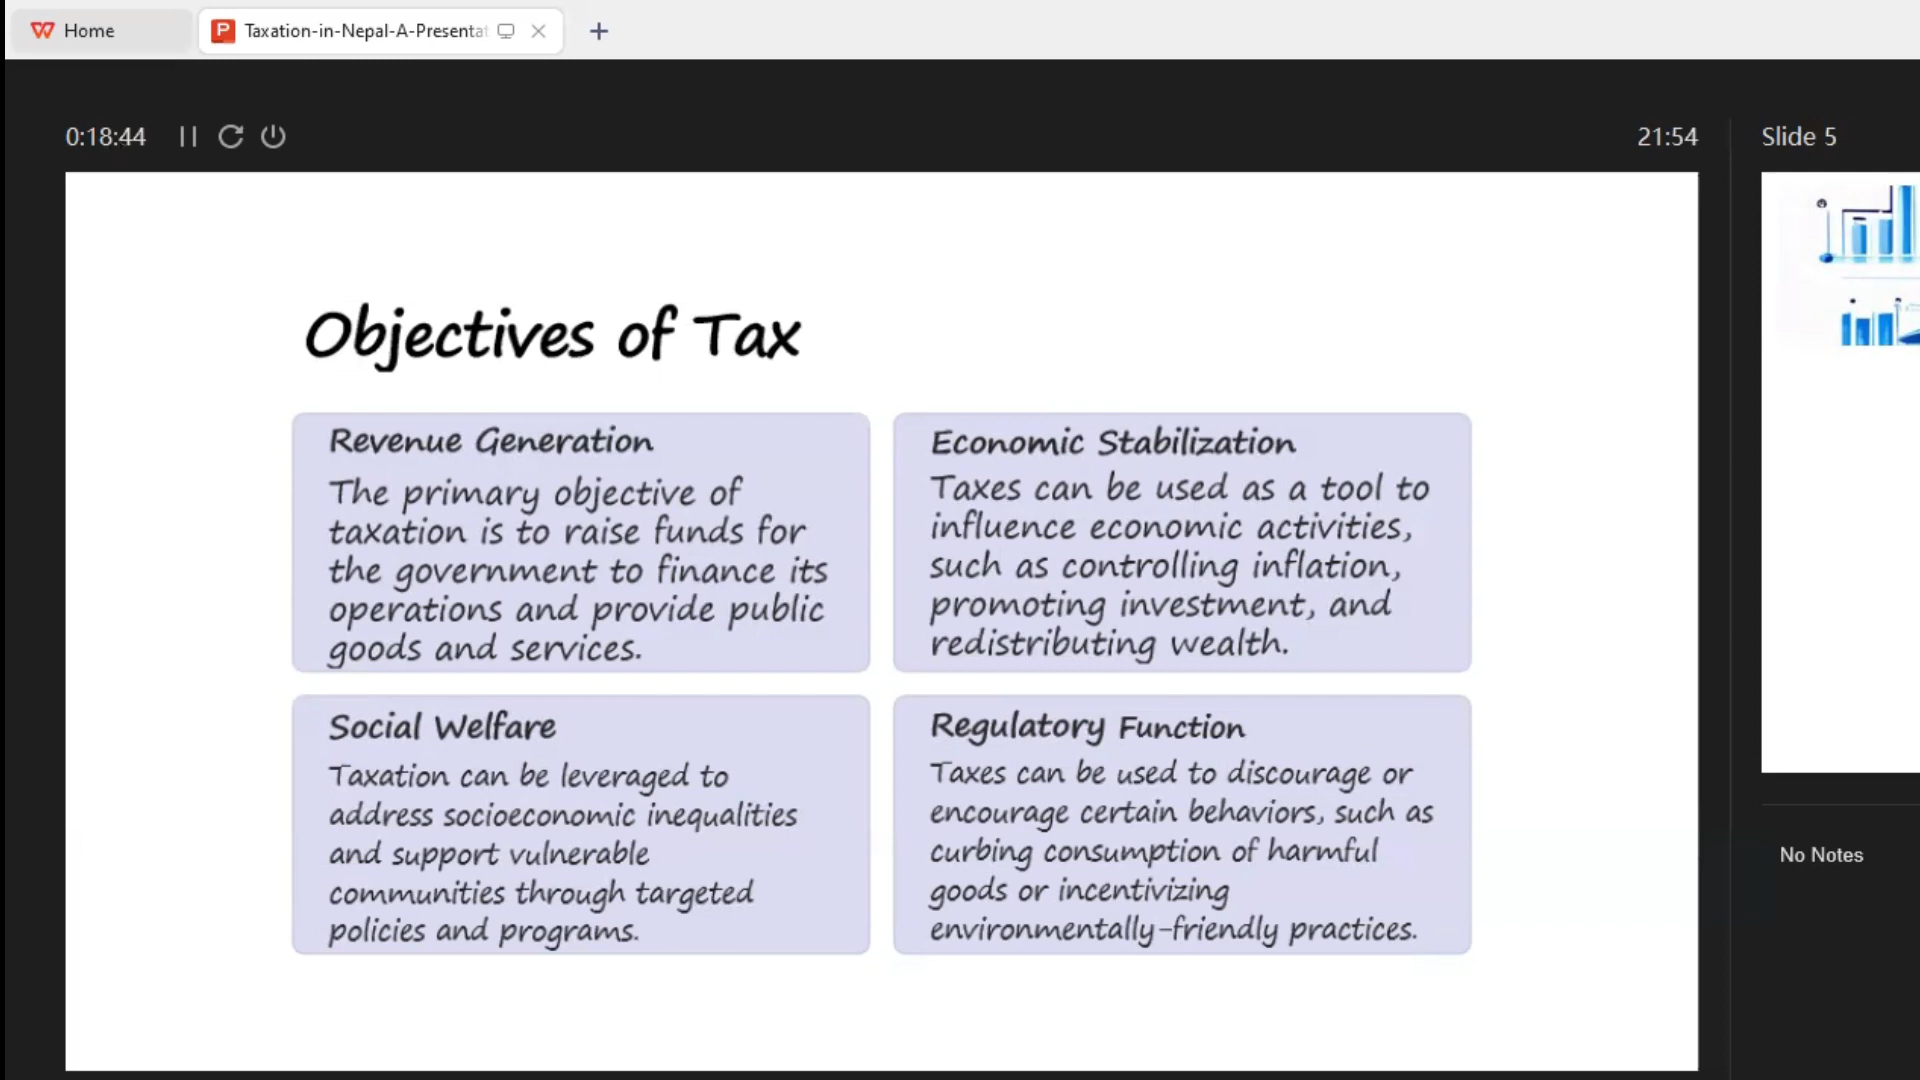 Home
Taxation-in-Nepal-A-Presentat
0:18:44
21:54
Slide 5
Objectives of Tax
Revenue Generation
The primary objective of
taxation is to raise funds for
the government to finance its
operations and provide public
goods and services.
Economic Stabilization
Taxes can be used as a tool to
influence economic activities,
such as controlling inflation,
promoting investment, and
redistributing wealth.
Social Welfare
Taxation can be leveraged to
address socioeconomic inequalities
and support vulnerable
communities through targeted
policies and programs.
Regulatory Function
Taxes can be used to discourage or
encourage certain behaviors, such as
curbing consumption of harmful
goods or incentivizing
environmentally-friendly practices.
No Notes